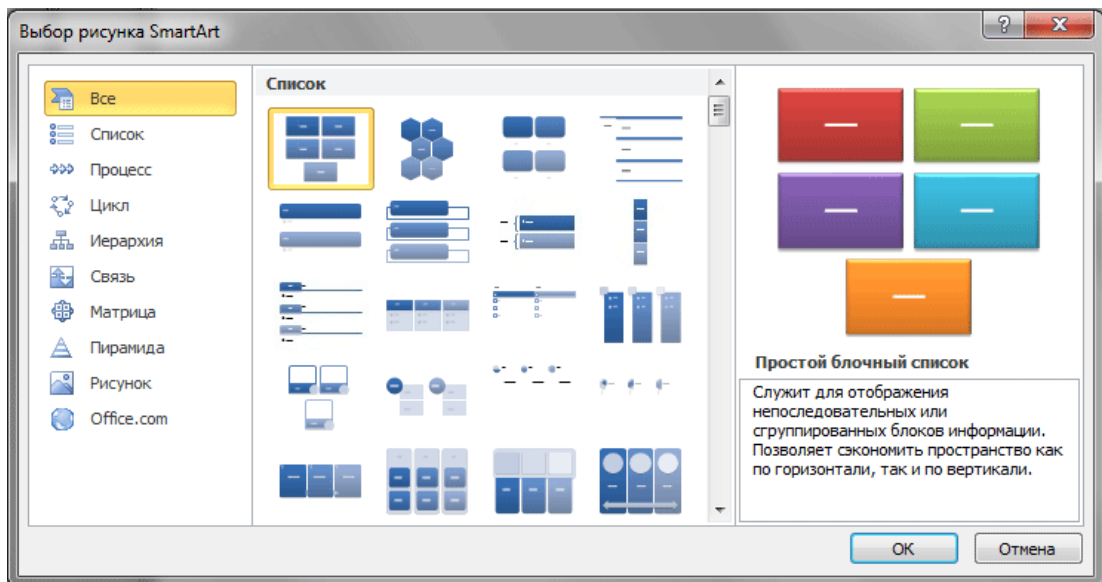 Выбор рисунка SmartArt
Все
Список
Процесс
Цикл
Иерархия
Связь
Матрица
Пирамида
Рисунок
Office.com
Список
Простой блочный список
Служит для отображения
непоследовательных или
сгруппированных блоков информации.
Позволяет сэкономить пространство как
по горизонтали, так и по вертикали.
ОК
Отмена